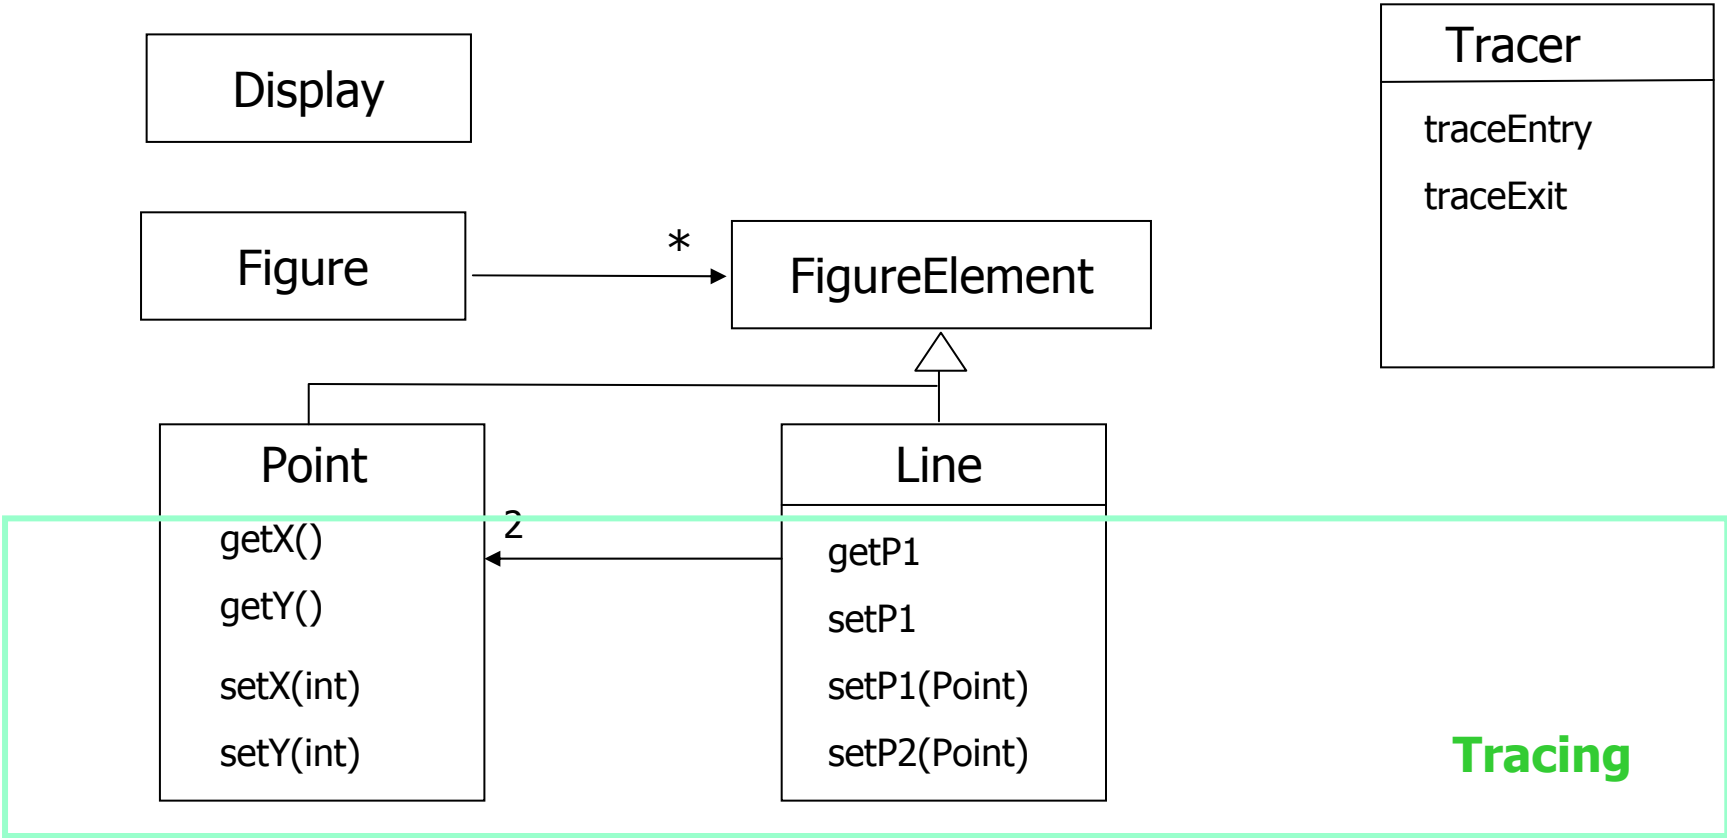 Display
Tracer
traceEntry
traceExit
Figure
*
FigureElement
Point
getX()
getY()
setX(int)
setY(int)
2
Line
getP1
setP1
setP1(Point)
setP2(Point)
Tracing